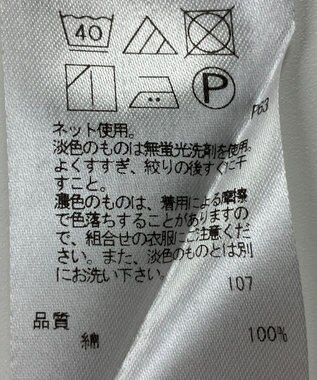 40
P
P63
ネット使用。
淡色のものは無蛍光洗剤を使用。
よくすすぎ、絞りの後すぐに干
すこと。
濃色のものは、着用による摩擦
で色落ちすることがありますの
で、組合せの衣服にご注意くだ
さい。また、淡色のものとは別
にお洗い下さい。
107
品質
綿 100%